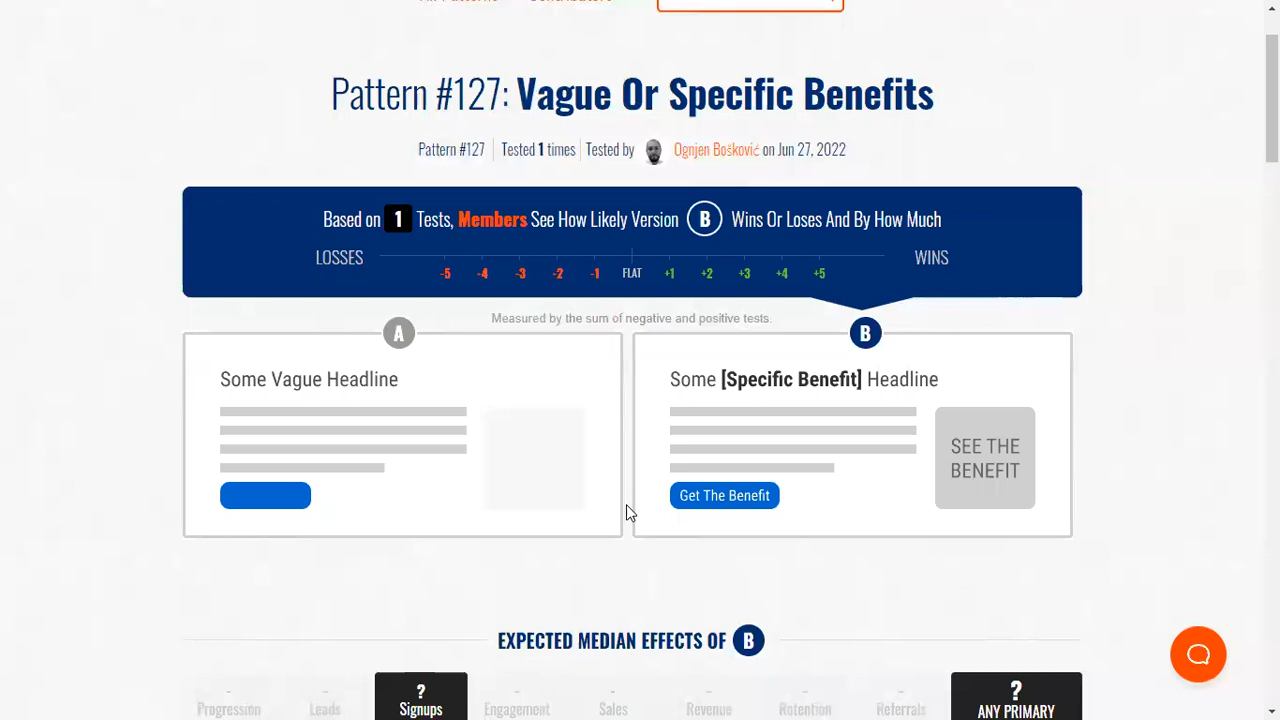 Pattern #127: Vague Or Specific Benefits
Pattern #127 Tested 1 times Tested by Ognjen Bošković on Jun 27, 2022
Based on 1 Tests, Members See How Likely Version B Wins Or Loses And By How Much
LOSSES -5 -4 -3 -2 -1 FLAT +1 +2 +3 +4 +5 WINS
Measured by the sum of negative and positive tests.
A
B
Some Vague Headline
Some [Specific Benefit] Headline
SEE THE
BENEFIT
Get The Benefit
EXPECTED MEDIAN EFFECTS OF B
- - ? - - - - - ?
Progression Leads Signups Engagement Sales Revenue Retention Referrals ANY PRIMARY